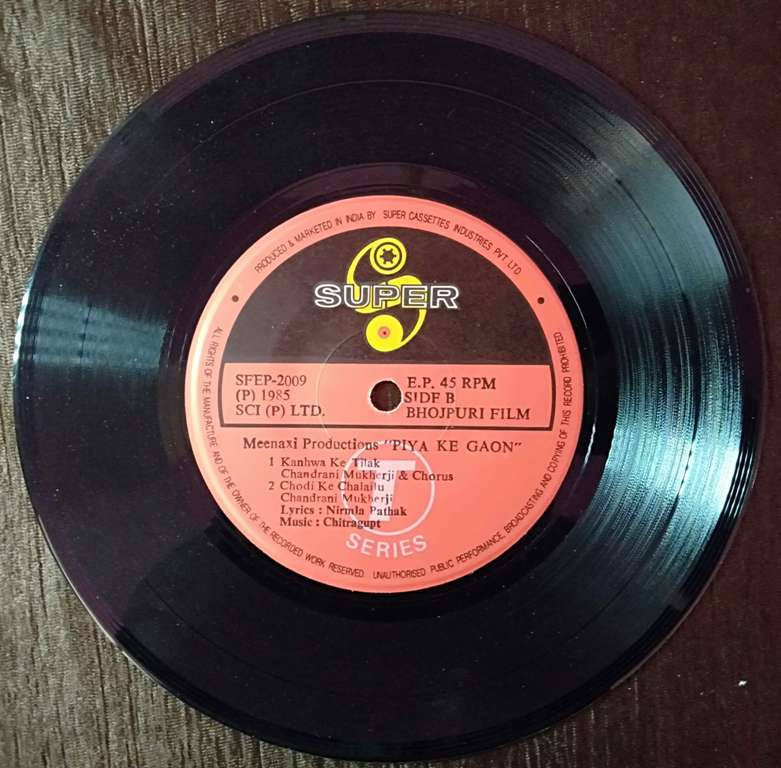 PRODUCED & MARKETED IN INDIA BY SUPER CASSETTES INDUSTRIES PVT. LTD.
SUPER
SFEP-2009
(P) 1985
SCI (P) LTD.
E.P. 45 RPM
SIDE B
BHOJPURI FILM
Meenaxi Productions "PIYA KE GAON"
1 Kanhwa Ke Tilak
Chandrani Mukherji & Chorus
2 Chodi Ke Chalailu
Chandrani Mukherji
Lyrics : Nirmla Pathak
Music : Chitragupt
T
SERIES
ALL RIGHTS OF THE MANUFACTURE AND OF THE OWNER OF THE RECORDED WORK RESERVED. UNAUTHORISED PUBLIC PERFORMANCE, BROADCASTING AND COPYING OF THIS RECORD PROHIBITED.